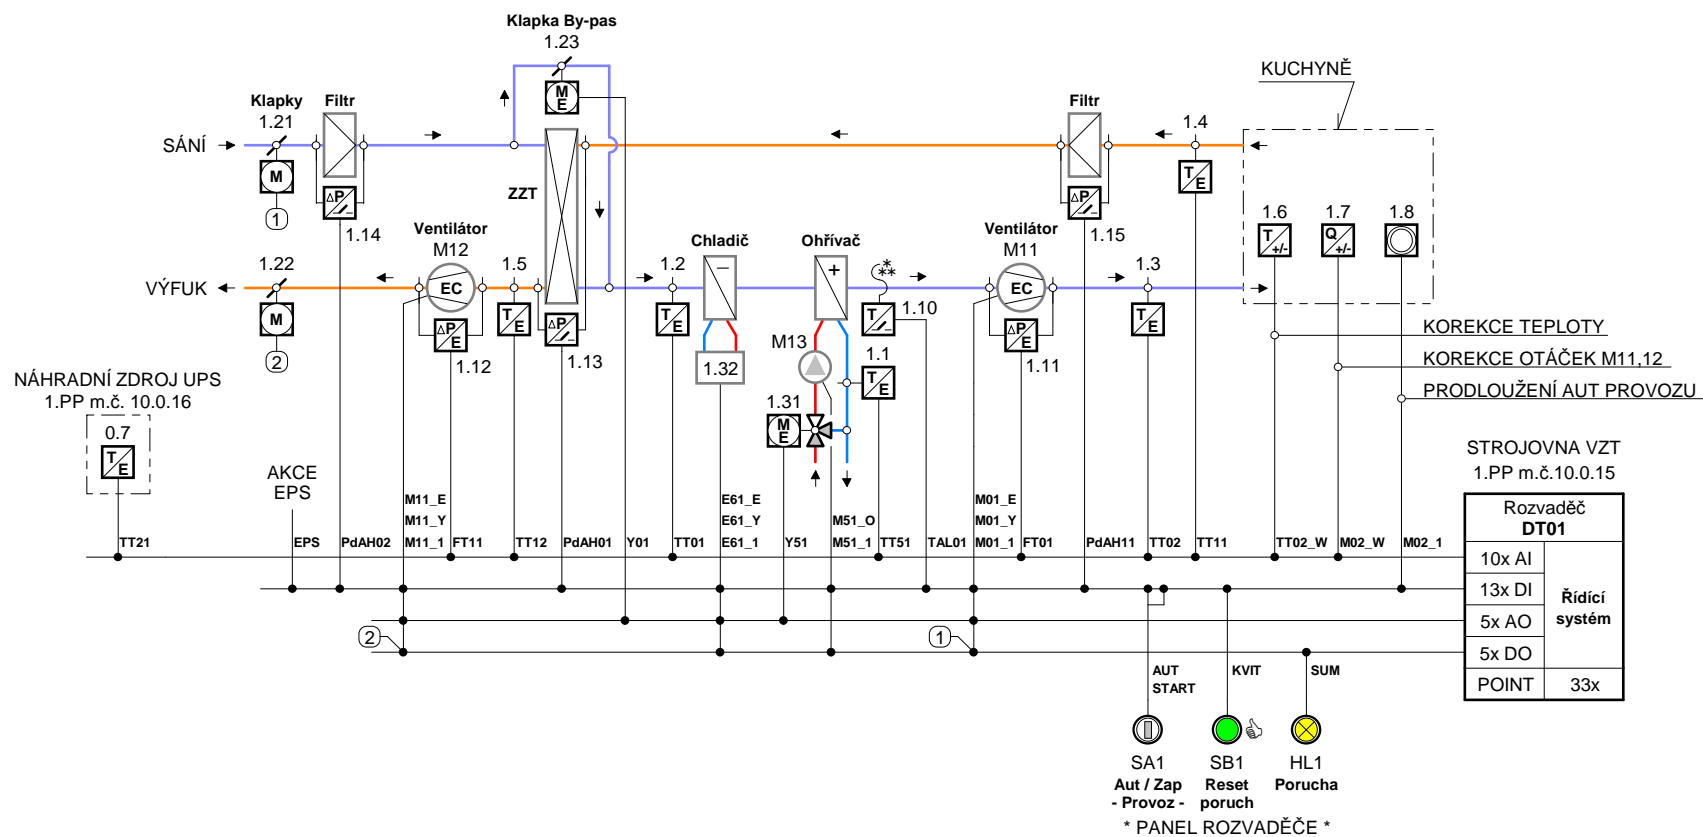 Klapka By-pas
1.23
M
E
KUCHYNĚ
Klapky
1.21
Filtr
Filtr
1.4
SÁNÍ
M
1
ΔP
1.14
ZZT
ΔP
1.15
T
E
1.6
T
+/-
1.7
Q
+/-
1.8
Ventilátor
M12
EC
1.5
Chladič
1.2
Ohřívač
Ventilátor
M11
EC
1.3
VÝFUK
1.22
M
2
ΔP
E
1.12
T
E
ΔP
1.13
T
E
T
1.10
ΔP
E
1.11
T
E
KOREKCE TEPLOTY
KOREKCE OTÁČEK M11,12
PRODLOUŽENÍ AUT PROVOZU
1.32
M13
1.1
T
E
1.31
M
E
NÁHRADNÍ ZDROJ UPS
1.PP m.č. 10.0.16
0.7
T
E
AKCE
EPS
STROJOVNA VZT
1.PP m.č.10.0.15
TT21
EPS
PdAH02
M11_E
M11_Y
M11_1
FT11
TT12
PdAH01
Y01
TT01
E61_E
E61_Y
E61_1
Y51
M51_O
M51_1
TT51
TAL01
M01_E
M01_Y
M01_1
FT01
PdAH11
TT02
TT11
TT02_W
M02_W
M02_1
Rozvaděč
DT01
10x AI
13x DI
5x AO
5x DO
Řídící
systém
POINT
33x
2
1
AUT
START
KVIT
SUM
SA1
Aut / Zap
- Provoz -
SB1
Reset
poruch
HL1
Porucha
* PANEL ROZVADĚČE *